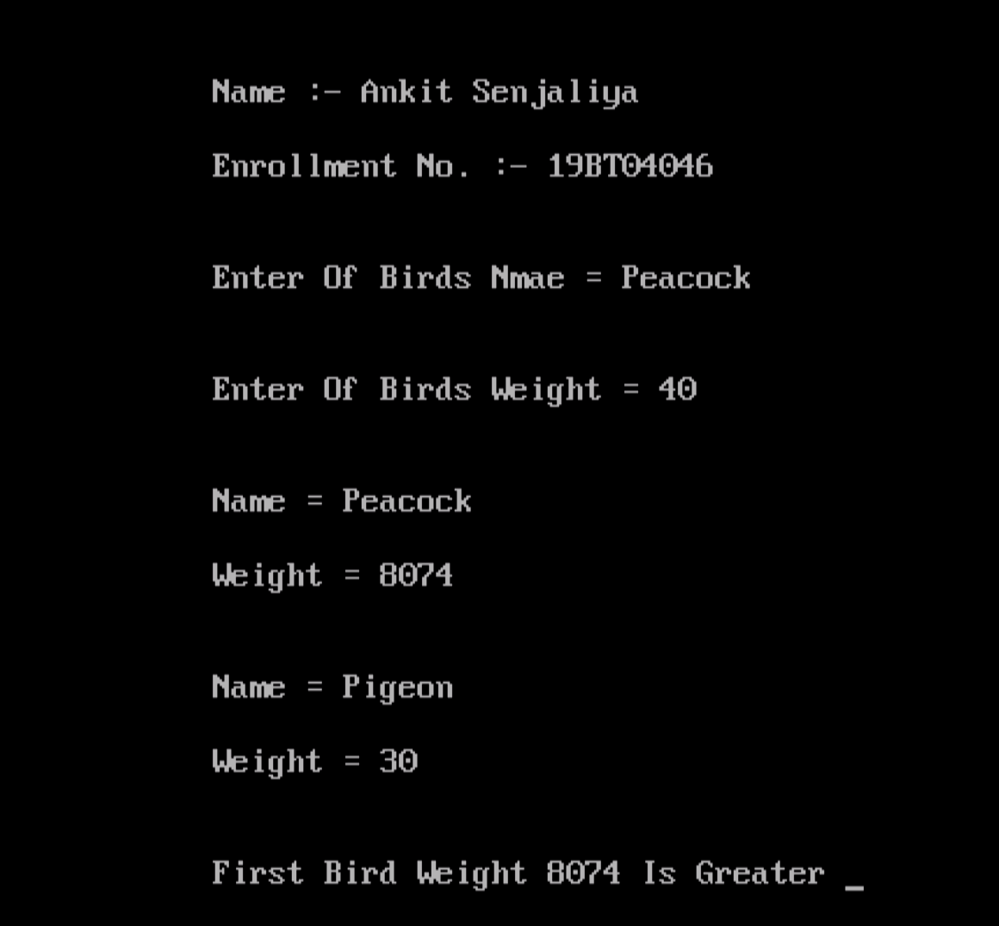 Name :- Ankit Senjaliya
Enrollment No. :- 19BT04046
Enter Of Birds Nmae = Peacock
Enter Of Birds Weight = 40
Name = Peacock
Weight = 8074
Name = Pigeon
Weight = 30
First Bird Weight 8074 Is Greater _